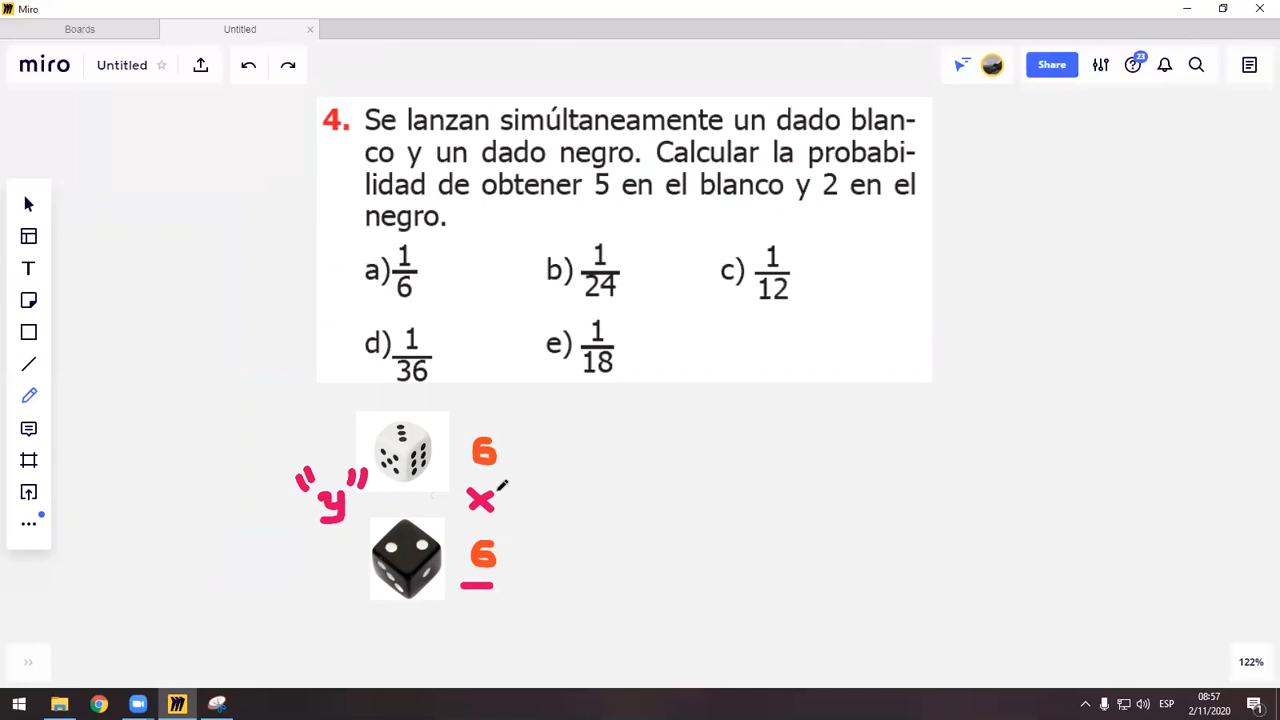 Miro
Boards
Untitled
miro
Untitled
Share
23
4. Se lanzan simúltaneamente un dado blan-
co y un dado negro. Calcular la probabi-
lidad de obtener 5 en el blanco y 2 en el
negro.
a) 1/6 b) 1/24 c) 1/12
d) 1/36 e) 1/18
6
"y" x
6
122%
ESP
08:57
2/11/2020
1